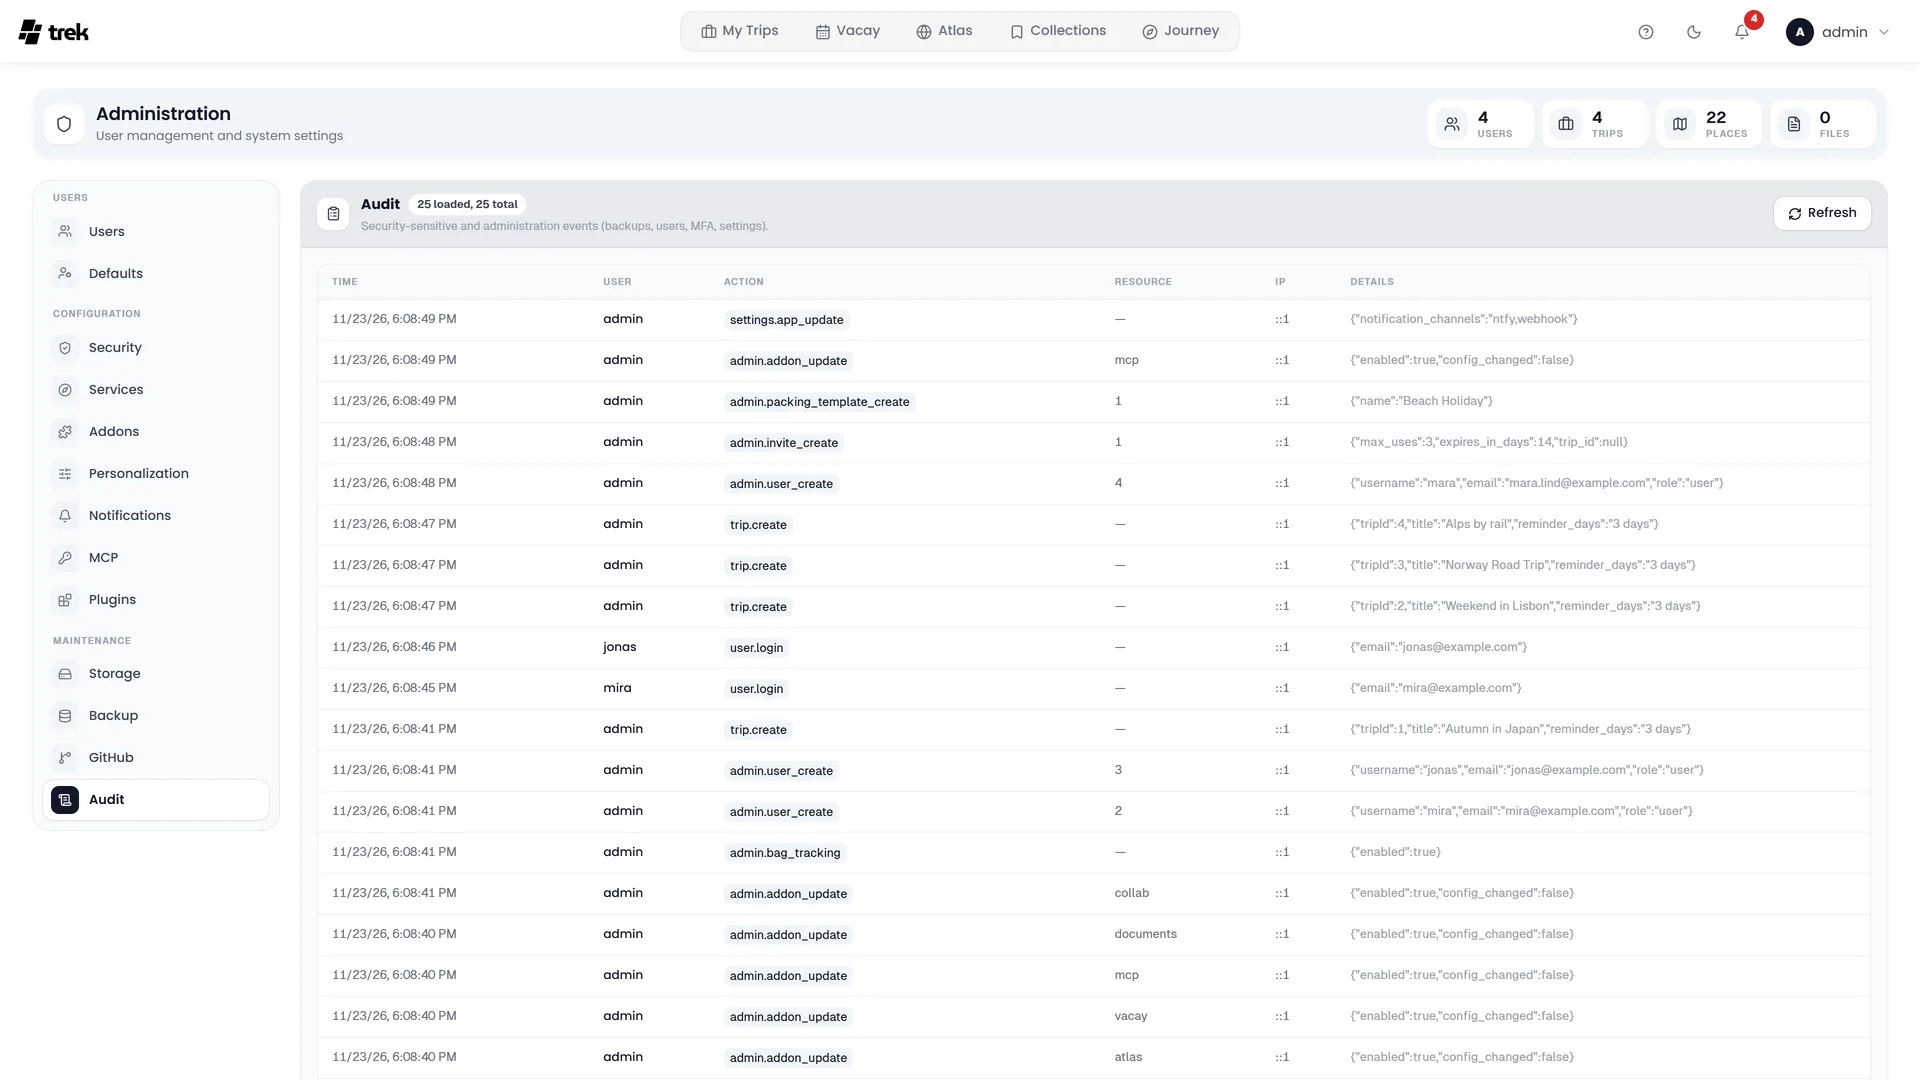 trek
My Trips
Vacay
Atlas
Collections
Journey
4
A
admin
Administration
User management and system settings
4
USERS
4
TRIPS
22
PLACES
0
FILES
USERS
Users
Defaults
CONFIGURATION
Security
Services
Addons
Personalization
Notifications
MCP
Plugins
MAINTENANCE
Storage
Backup
GitHub
Audit
Audit 25 loaded, 25 total
Security-sensitive and administration events (backups, users, MFA, settings).
Refresh
TIME USER ACTION RESOURCE IP DETAILS
11/23/26, 6:08:49 PM admin settings.app_update — ::1 {"notification_channels":"ntfy,webhook"}
11/23/26, 6:08:49 PM admin admin.addon_update mcp ::1 {"enabled":true,"config_changed":false}
11/23/26, 6:08:49 PM admin admin.packing_template_create 1 ::1 {"name":"Beach Holiday"}
11/23/26, 6:08:48 PM admin admin.invite_create 1 ::1 {"max_uses":3,"expires_in_days":14,"trip_id":null}
11/23/26, 6:08:48 PM admin admin.user_create 4 ::1 {"username":"mara","email":"mara.lind@example.com","role":"user"}
11/23/26, 6:08:47 PM admin trip.create — ::1 {"tripId":4,"title":"Alps by rail","reminder_days":"3 days"}
11/23/26, 6:08:47 PM admin trip.create — ::1 {"tripId":3,"title":"Norway Road Trip","reminder_days":"3 days"}
11/23/26, 6:08:47 PM admin trip.create — ::1 {"tripId":2,"title":"Weekend in Lisbon","reminder_days":"3 days"}
11/23/26, 6:08:46 PM jonas user.login — ::1 {"email":"jonas@example.com"}
11/23/26, 6:08:45 PM mira user.login — ::1 {"email":"mira@example.com"}
11/23/26, 6:08:41 PM admin trip.create — ::1 {"tripId":1,"title":"Autumn in Japan","reminder_days":"3 days"}
11/23/26, 6:08:41 PM admin admin.user_create 3 ::1 {"username":"jonas","email":"jonas@example.com","role":"user"}
11/23/26, 6:08:41 PM admin admin.user_create 2 ::1 {"username":"mira","email":"mira@example.com","role":"user"}
11/23/26, 6:08:41 PM admin admin.bag_tracking — ::1 {"enabled":true}
11/23/26, 6:08:41 PM admin admin.addon_update collab ::1 {"enabled":true,"config_changed":false}
11/23/26, 6:08:40 PM admin admin.addon_update documents ::1 {"enabled":true,"config_changed":false}
11/23/26, 6:08:40 PM admin admin.addon_update mcp ::1 {"enabled":true,"config_changed":false}
11/23/26, 6:08:40 PM admin admin.addon_update vacay ::1 {"enabled":true,"config_changed":false}
11/23/26, 6:08:40 PM admin admin.addon_update atlas ::1 {"enabled":true,"config_changed":false}